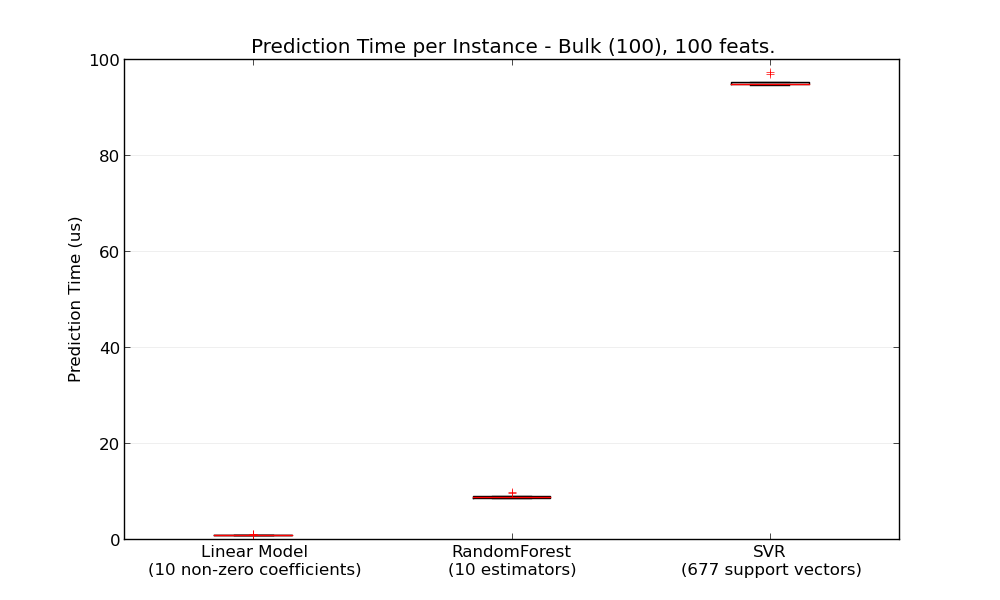 Prediction Time per Instance - Bulk (100), 100 feats.
Prediction Time (us)
100
80
60
40
20
0
Linear Model
(10 non-zero coefficients)
RandomForest
(10 estimators)
SVR
(677 support vectors)